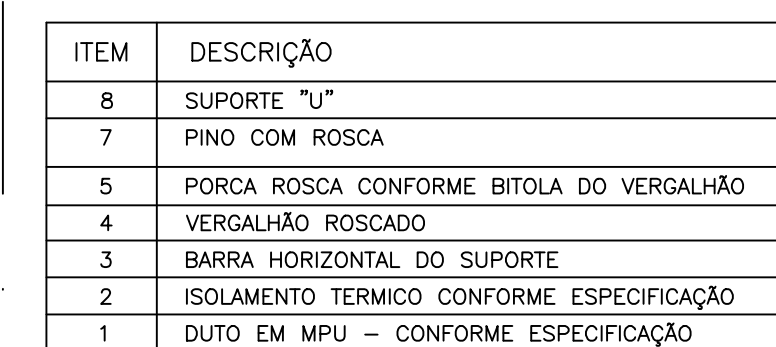 ITEM DESCRIÇÃO
8 SUPORTE "U"
7 PINO COM ROSCA
5 PORCA ROSCA CONFORME BITOLA DO VERGALHÃO
4 VERGALHÃO ROSCADO
3 BARRA HORIZONTAL DO SUPORTE
2 ISOLAMENTO TERMICO CONFORME ESPECIFICAÇÃO
1 DUTO EM MPU – CONFORME ESPECIFICAÇÃO